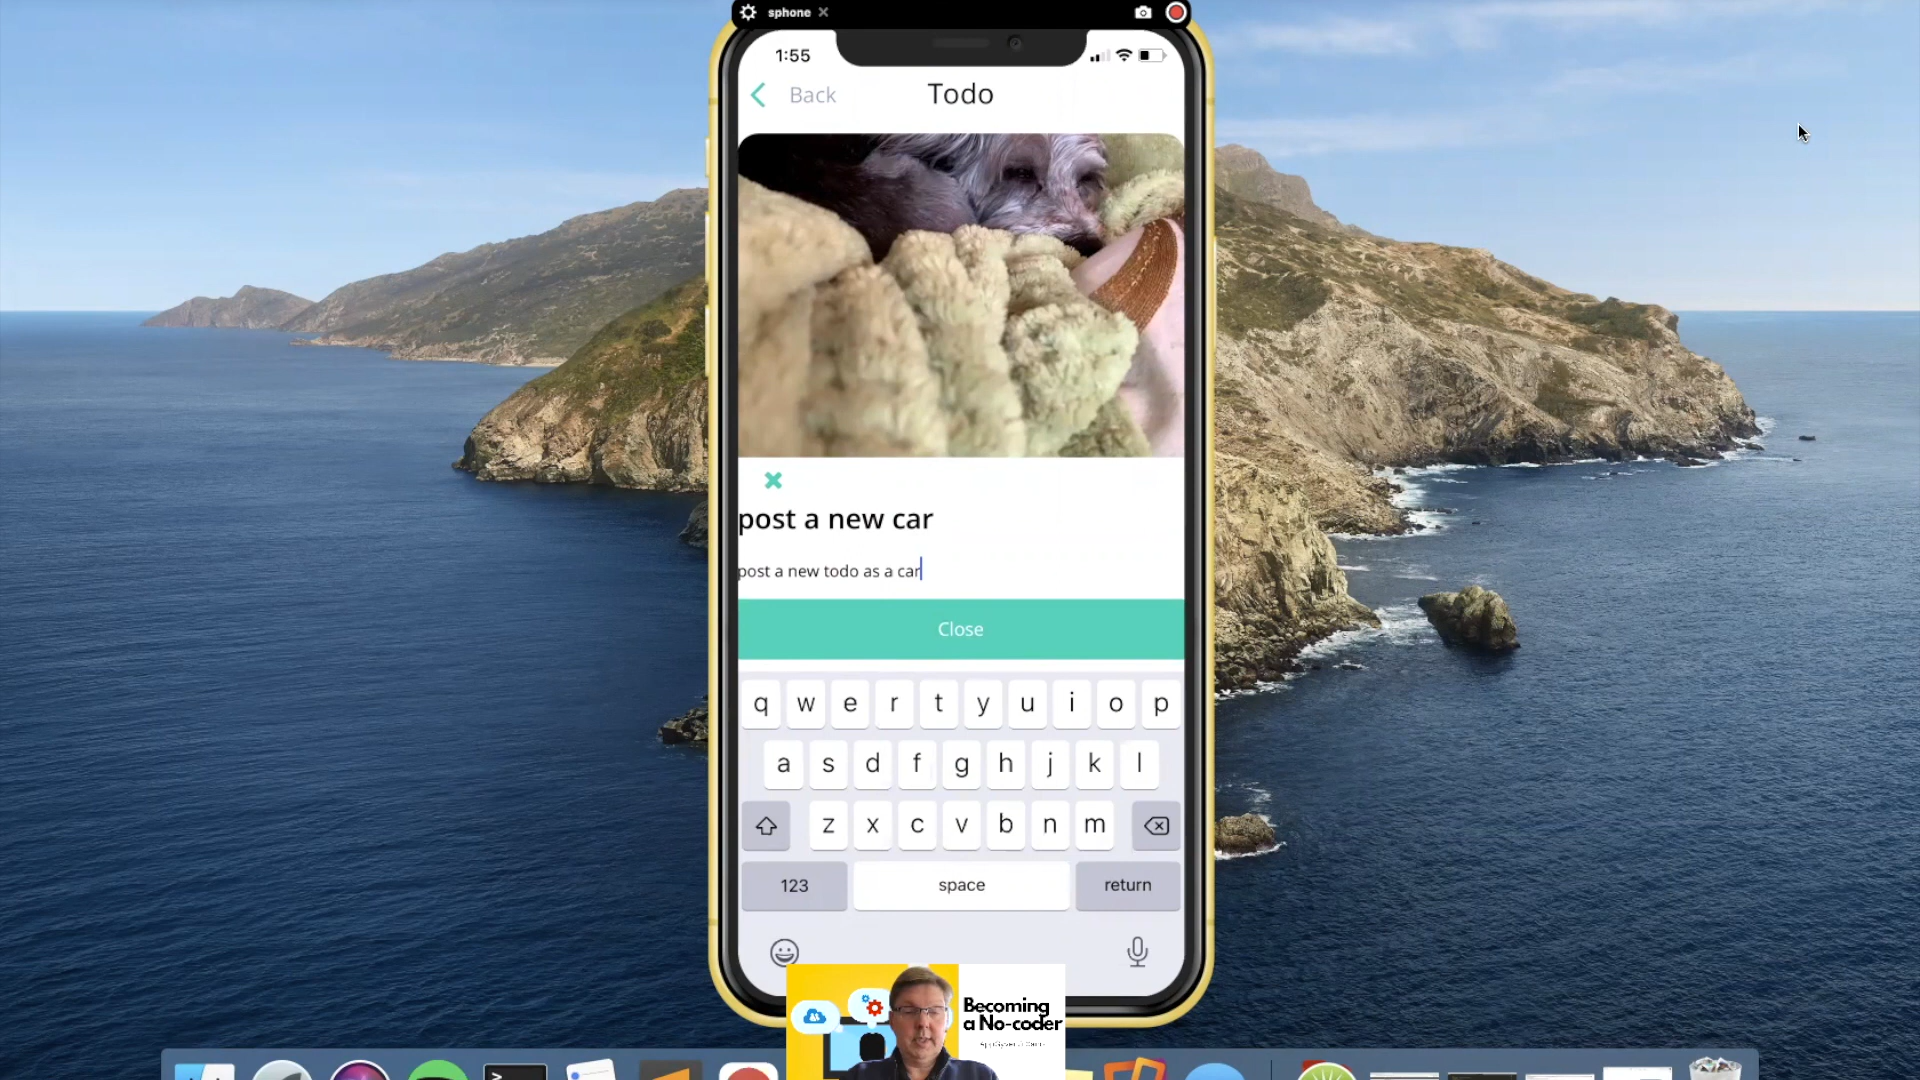 sphone
1:55
Back
Todo
post a new car
post a new todo as a car
Close
q w e r t y u i o p
a s d f g h j k l
z x c v b n m
123 space return
Becoming
a No-coder